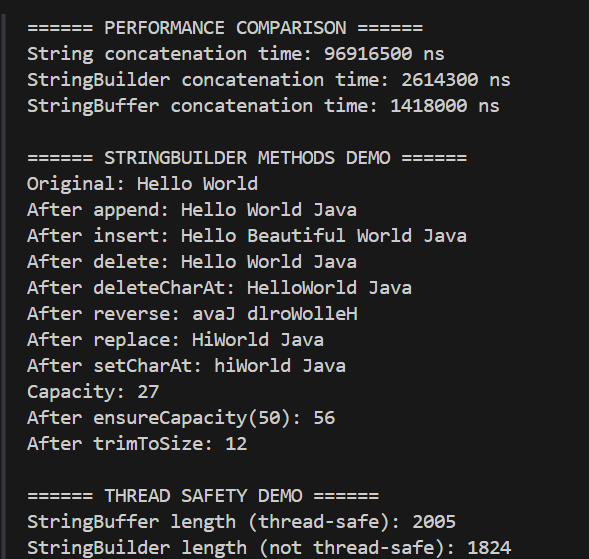 ====== PERFORMANCE COMPARISON ======
String concatenation time: 96916500 ns
StringBuilder concatenation time: 2614300 ns
StringBuffer concatenation time: 1418000 ns
====== STRINGBUILDER METHODS DEMO ======
Original: Hello World
After append: Hello World Java
After insert: Hello Beautiful World Java
After delete: Hello World Java
After deleteCharAt: HelloWorld Java
After reverse: avaJ dlroWolleH
After replace: HiWorld Java
After setCharAt: hiWorld Java
Capacity: 27
After ensureCapacity(50): 56
After trimToSize: 12
====== THREAD SAFETY DEMO ======
StringBuffer length (thread-safe): 2005
StringBuilder length (not thread-safe): 1824